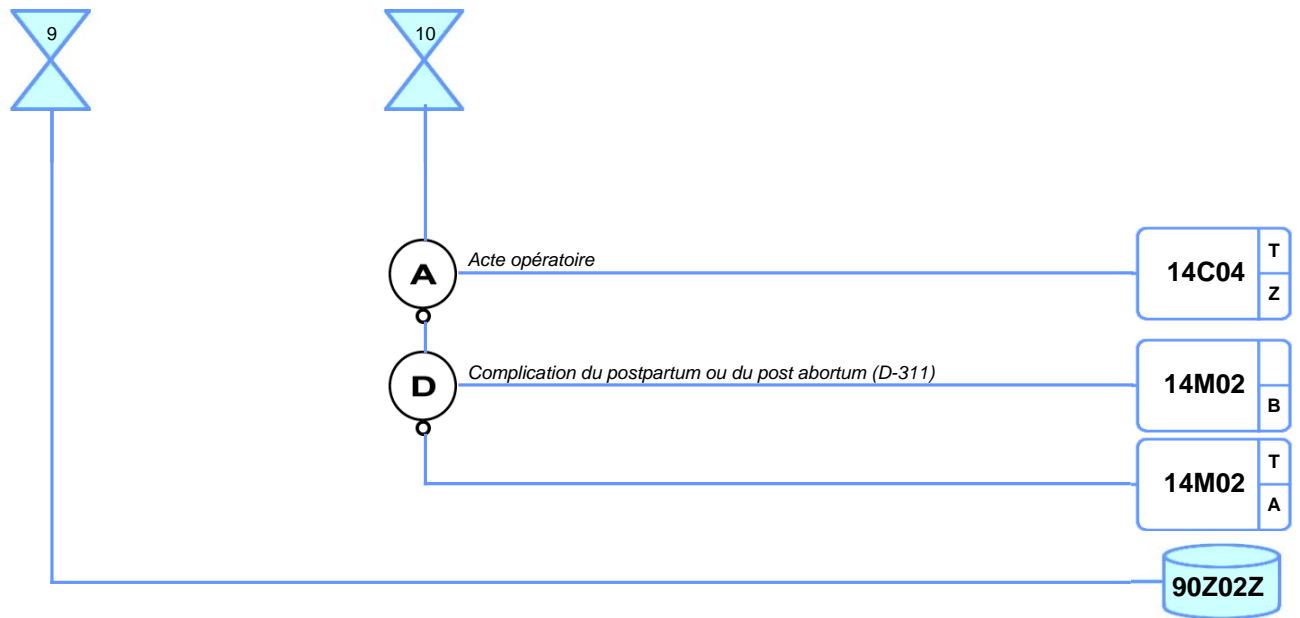 9
10
A
Acte opératoire
14C04
T
Z
D
Complication du postpartum ou du post abortum (D-311)
14M02
B
14M02
T
A
90Z02Z